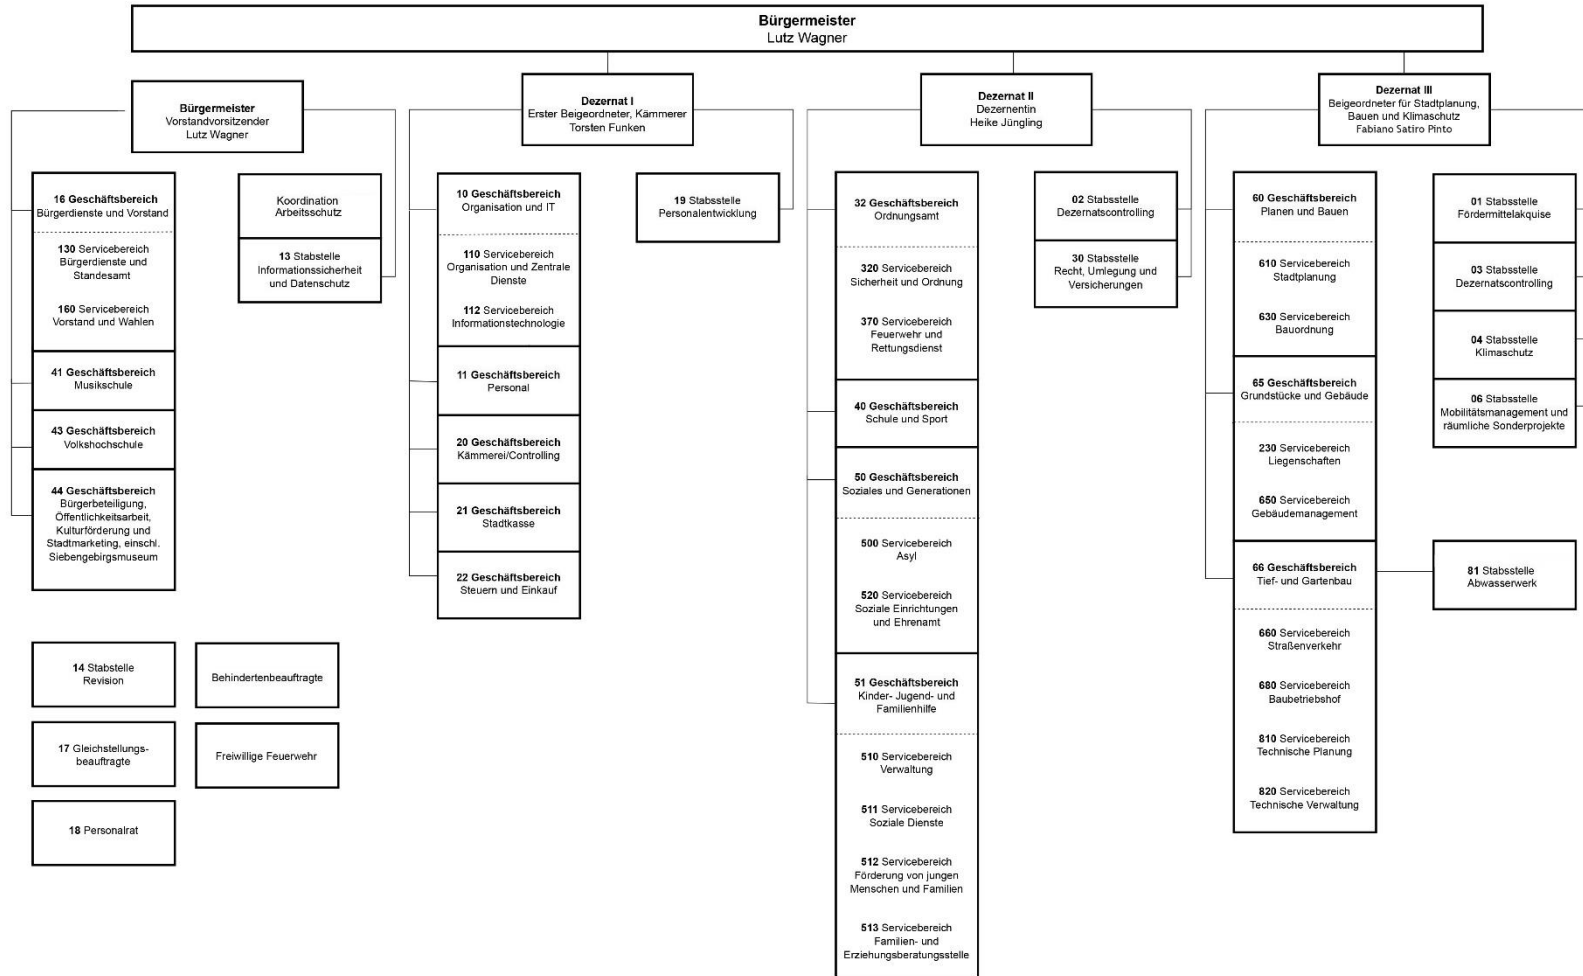 Bürgermeister
Lutz Wagner
Bürgermeister
Vorstandvorsitzender
Lutz Wagner
16 Geschäftsbereich
Bürgerdienste und Vorstand
130 Servicebereich
Bürgerdienste und
Standesamt
160 Servicebereich
Vorstand und Wahlen
41 Geschäftsbereich
Musikschule
43 Geschäftsbereich
Volkshochschule
44 Geschäftsbereich
Bürgerbeteiligung,
Öffentlichkeitsarbeit,
Kulturförderung und
Stadtmarketing, einschl.
Siebengebirgsmuseum
Koordination
Arbeitsschutz
13 Stabstelle
Informationssicherheit
und Datenschutz
14 Stabstelle
Revision
Behindertenbeauftragte
17 Gleichstellungs-
beauftragte
Freiwillige Feuerwehr
18 Personalrat
Dezernat I
Erster Beigeordneter, Kämmerer
Torsten Funken
10 Geschäftsbereich
Organisation und IT
110 Servicebereich
Organisation und Zentrale
Dienste
112 Servicebereich
Informationstechnologie
11 Geschäftsbereich
Personal
20 Geschäftsbereich
Kämmerei/Controlling
21 Geschäftsbereich
Stadtkasse
22 Geschäftsbereich
Steuern und Einkauf
19 Stabsstelle
Personalentwicklung
Dezernat II
Dezernentin
Heike Jüngling
32 Geschäftsbereich
Ordnungsamt
320 Servicebereich
Sicherheit und Ordnung
370 Servicebereich
Feuerwehr und
Rettungsdienst
40 Geschäftsbereich
Schule und Sport
50 Geschäftsbereich
Soziales und Generationen
500 Servicebereich
Asyl
520 Servicebereich
Soziale Einrichtungen
und Ehrenamt
51 Geschäftsbereich
Kinder- Jugend- und
Familienhilfe
510 Servicebereich
Verwaltung
511 Servicebereich
Soziale Dienste
512 Servicebereich
Förderung von jungen
Menschen und Familien
513 Servicebereich
Familien- und
Erziehungsberatungsstelle
02 Stabsstelle
Dezernatscontrolling
30 Stabsstelle
Recht, Umlegung und
Versicherungen
Dezernat III
Beigeordneter für Stadtplanung,
Bauen und Klimaschutz
Fabiano Satiro Pinto
60 Geschäftsbereich
Planen und Bauen
610 Servicebereich
Stadtplanung
630 Servicebereich
Bauordnung
65 Geschäftsbereich
Grundstücke und Gebäude
230 Servicebereich
Liegenschaften
650 Servicebereich
Gebäudemanagement
66 Geschäftsbereich
Tief- und Gartenbau
660 Servicebereich
Straßenverkehr
680 Servicebereich
Baubetriebshof
810 Servicebereich
Technische Planung
820 Servicebereich
Technische Verwaltung
01 Stabsstelle
Fördermittelakquise
03 Stabsstelle
Dezernatscontrolling
04 Stabsstelle
Klimaschutz
06 Stabsstelle
Mobilitätsmanagement und
räumliche Sonderprojekte
81 Stabsstelle
Abwasserwerk